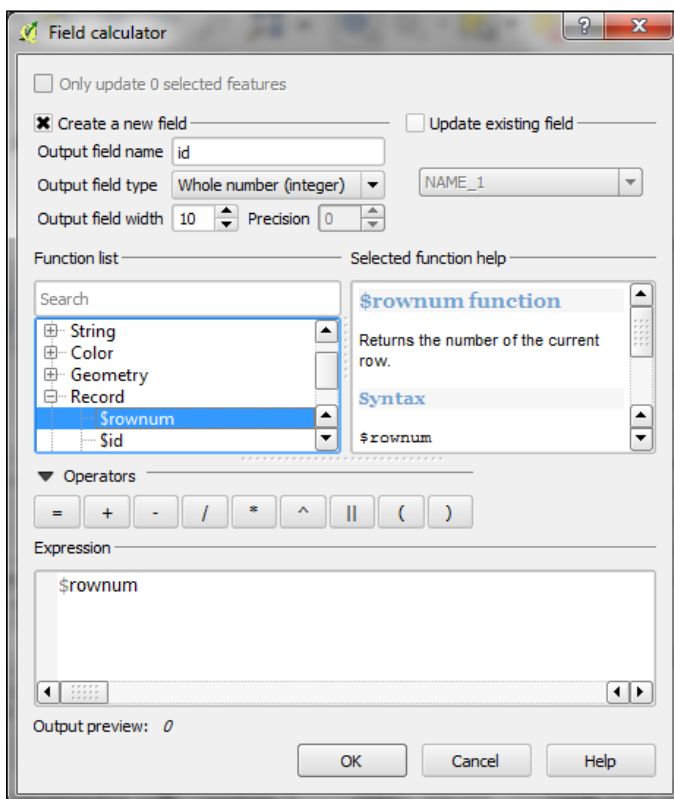 Field calculator
Only update 0 selected features
Create a new field
Update existing field
Output field name id
Output field type Whole number (integer)
NAME_1
Output field width 10 Precision 0
Function list
Selected function help
Search
String
Color
Geometry
Record
$rownum
$id
$rownum function
Returns the number of the current
row.
Syntax
$rownum
Operators
= + - / * ^ || ( )
Expression
$rownum
Output preview: 0
OK Cancel Help